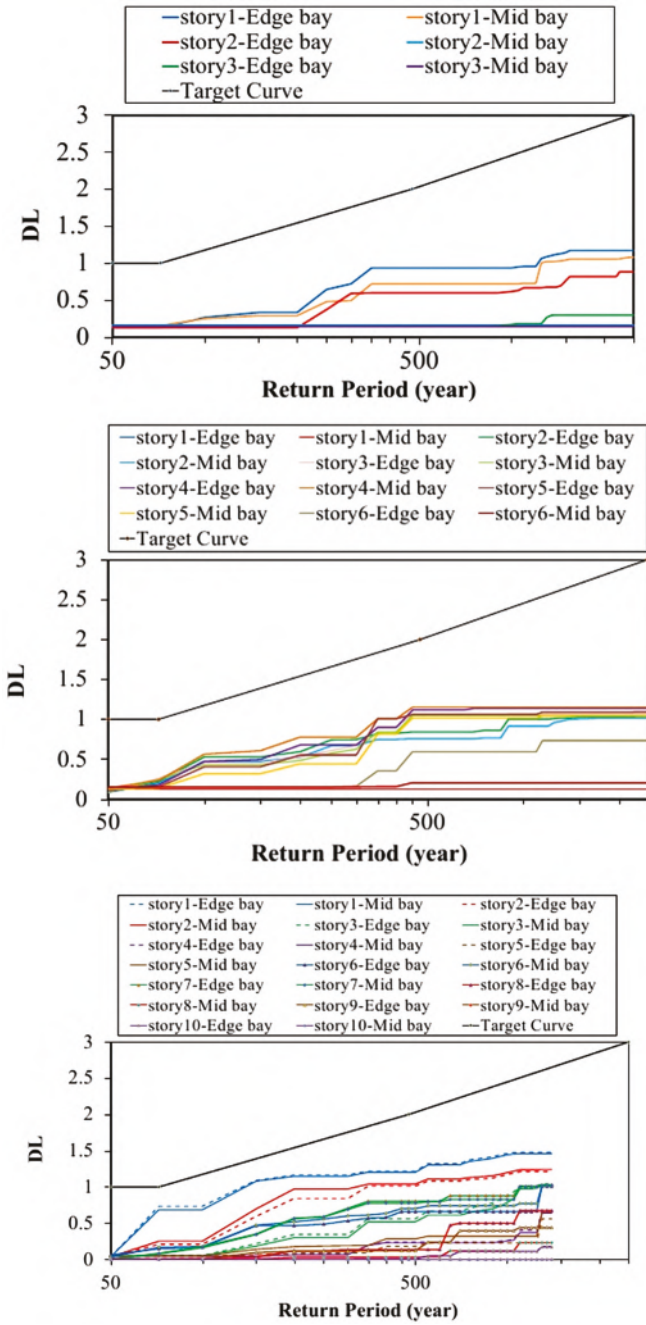 story1-Edge bay story1-Mid bay
story2-Edge bay story2-Mid bay
story3-Edge bay story3-Mid bay
Target Curve
3
2.5
2
1.5
1
0.5
0
DL
50 500
Return Period (year)
story1-Edge bay story1-Mid bay story2-Edge bay
story2-Mid bay story3-Edge bay story3-Mid bay
story4-Edge bay story4-Mid bay story5-Edge bay
story5-Mid bay story6-Edge bay story6-Mid bay
Target Curve
3
2.5
2
1.5
1
0.5
0
DL
50 500
Return Period (year)
story1-Edge bay story1-Mid bay story2-Edge bay
story2-Mid bay story3-Edge bay story3-Mid bay
story4-Edge bay story4-Mid bay story5-Edge bay
story5-Mid bay story6-Edge bay story6-Mid bay
story7-Edge bay story7-Mid bay story8-Edge bay
story8-Mid bay story9-Edge bay story9-Mid bay
story10-Edge bay story10-Mid bay Target Curve
3
2.5
2
1.5
1
0.5
0
DL
50 500
Return Period (year)